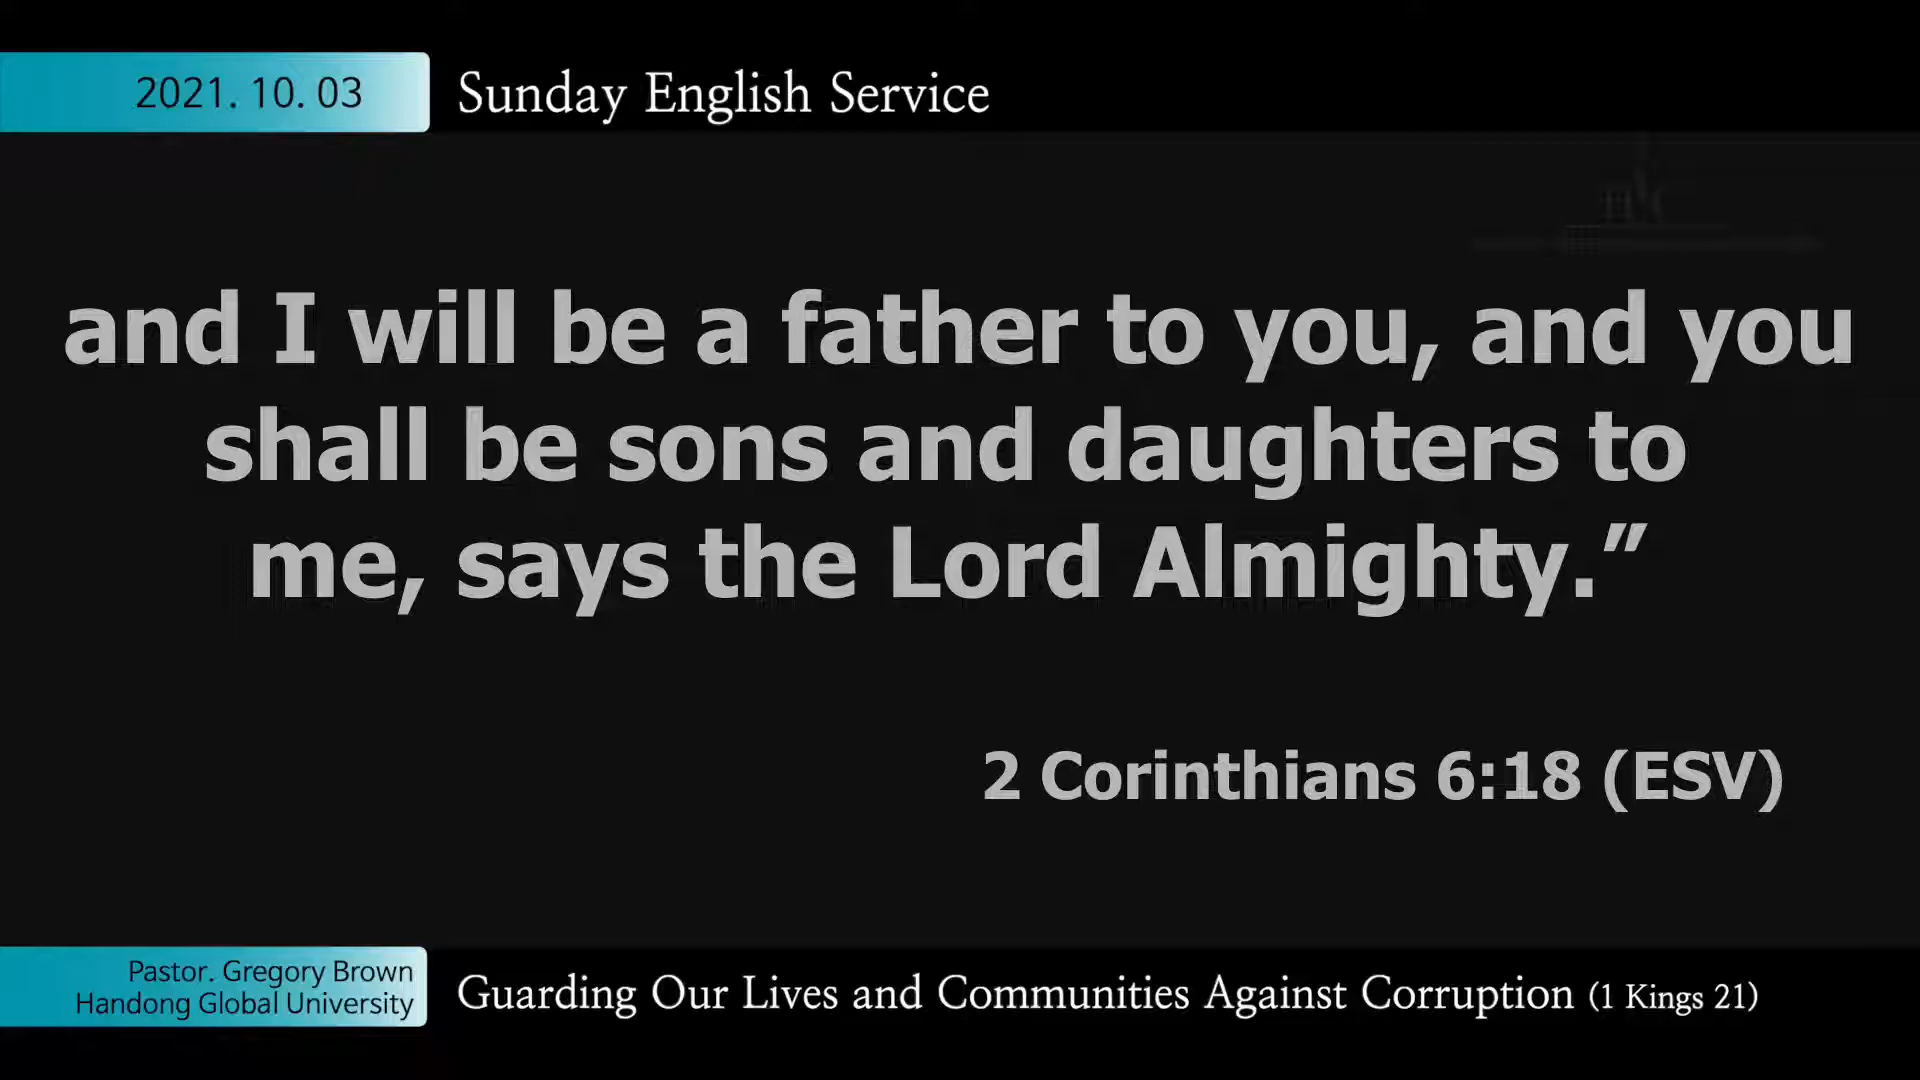 2021. 10. 03
Sunday English Service
and I will be a father to you, and you
shall be sons and daughters to
me, says the Lord Almighty.”
2 Corinthians 6:18 (ESV)
Pastor. Gregory Brown
Handong Global University
Guarding Our Lives and Communities Against Corruption (1 Kings 21)